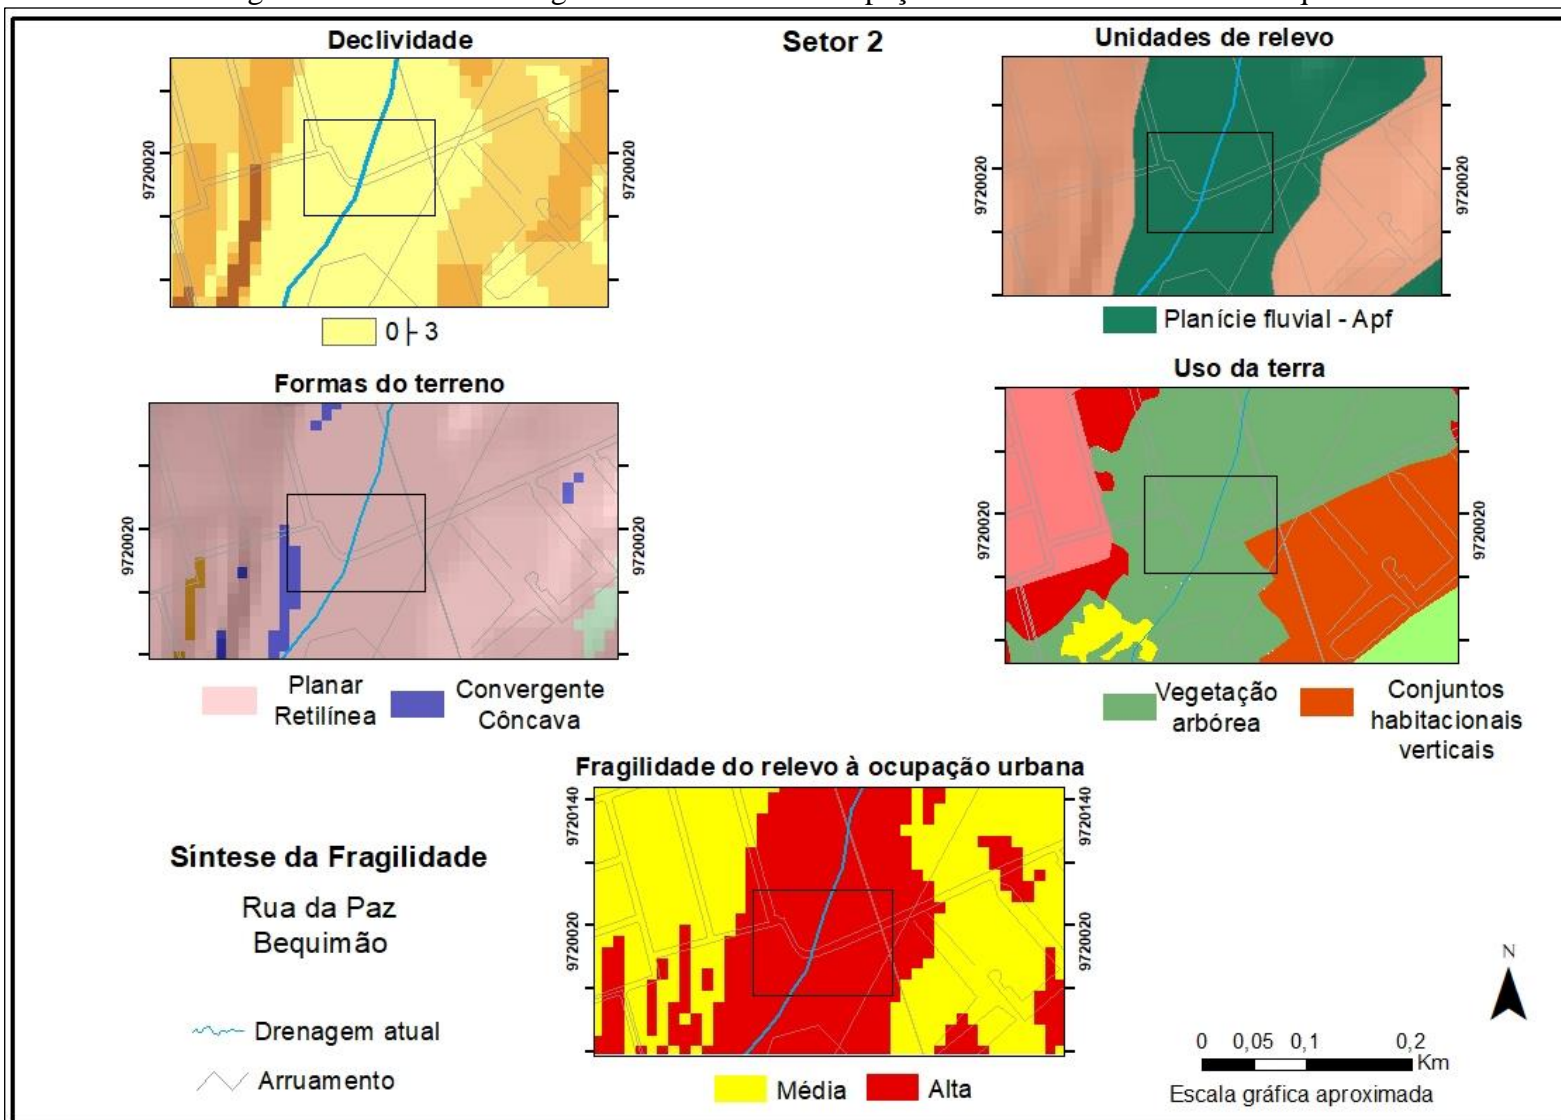 Declividade
Setor 2
Unidades de relevo
9720020
9720020
9720020
9720020
0 ├ 3
Planície fluvial - Apf
Formas do terreno
Uso da terra
9720020
9720020
9720020
9720020
Planar
Retilínea
Convergente
Côncava
Vegetação
arbórea
Conjuntos
habitacionais
verticais
Fragilidade do relevo à ocupação urbana
9720140
9720140
9720020
9720020
Síntese da Fragilidade
Rua da Paz
Bequimão
Drenagem atual
Arruamento
Média
Alta
N
0 0,05 0,1 0,2
Km
Escala gráfica aproximada